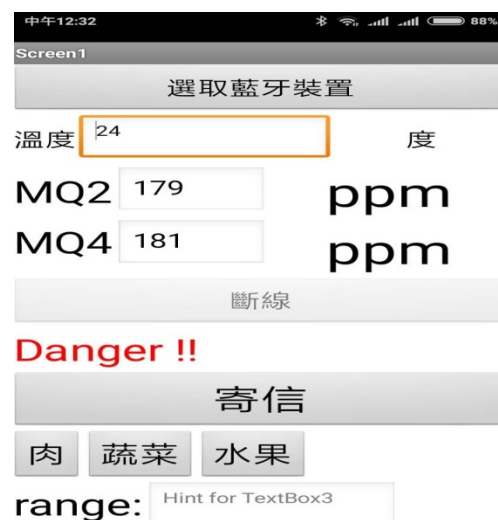 中午12:32 88%
Screen1
選取藍牙裝置
溫度 24 度
MQ2 179 ppm
MQ4 181 ppm
斷線
Danger !!
寄信
肉 蔬菜 水果
range: Hint for TextBox3